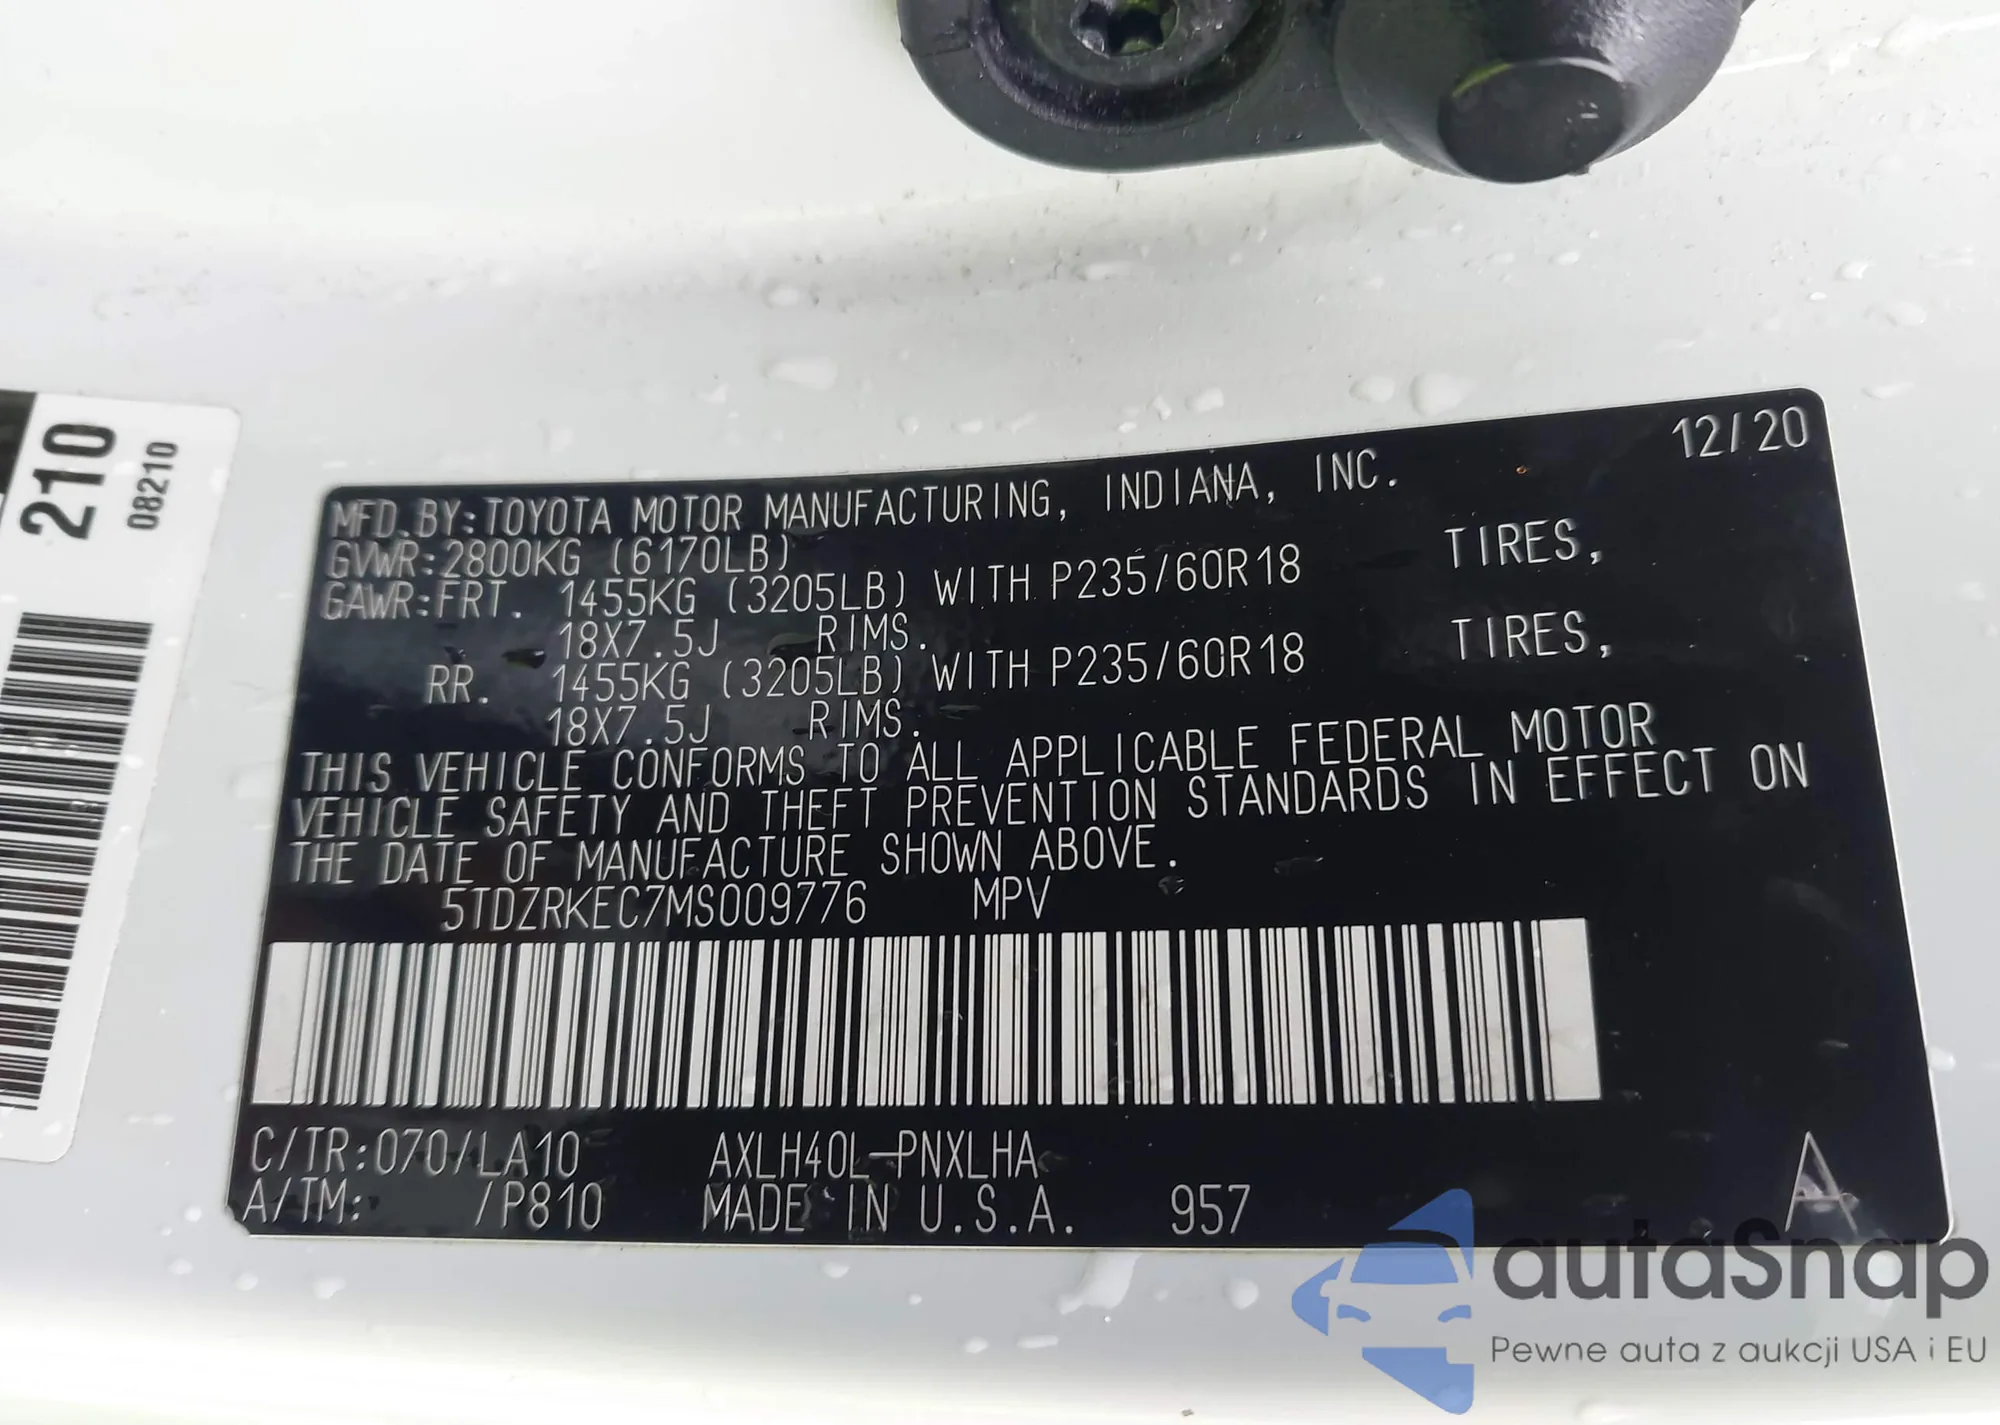 210
08210
12/20
MFD.BY:TOYOTA MOTOR MANUFACTURING, INDIANA, INC.
GVWR:2800KG (6170LB)
GAWR:FRT. 1455KG (3205LB) WITH P235/60R18 TIRES,
18X7.5J RIMS.
RR. 1455KG (3205LB) WITH P235/60R18 TIRES,
18X7.5J RIMS.
THIS VEHICLE CONFORMS TO ALL APPLICABLE FEDERAL MOTOR
VEHICLE SAFETY AND THEFT PREVENTION STANDARDS IN EFFECT ON
THE DATE OF MANUFACTURE SHOWN ABOVE.
5TDZRKEC7MS009776 MPV
C/TR:070/LA10 AXLH40L-PNXLHA
A/TM: /P810 MADE IN U.S.A. 957 A
autaSnap
Pewne auta z aukcji USA i EU